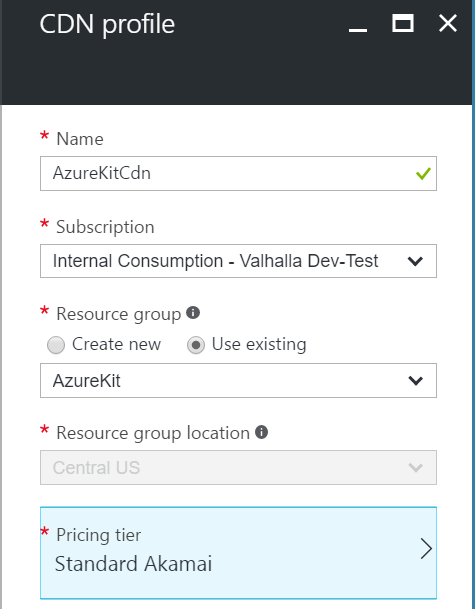 CDN profile
* Name
AzureKitCdn
* Subscription
Internal Consumption - Valhalla Dev-Test
* Resource group
Create new Use existing
AzureKit
* Resource group location
Central US
* Pricing tier
Standard Akamai